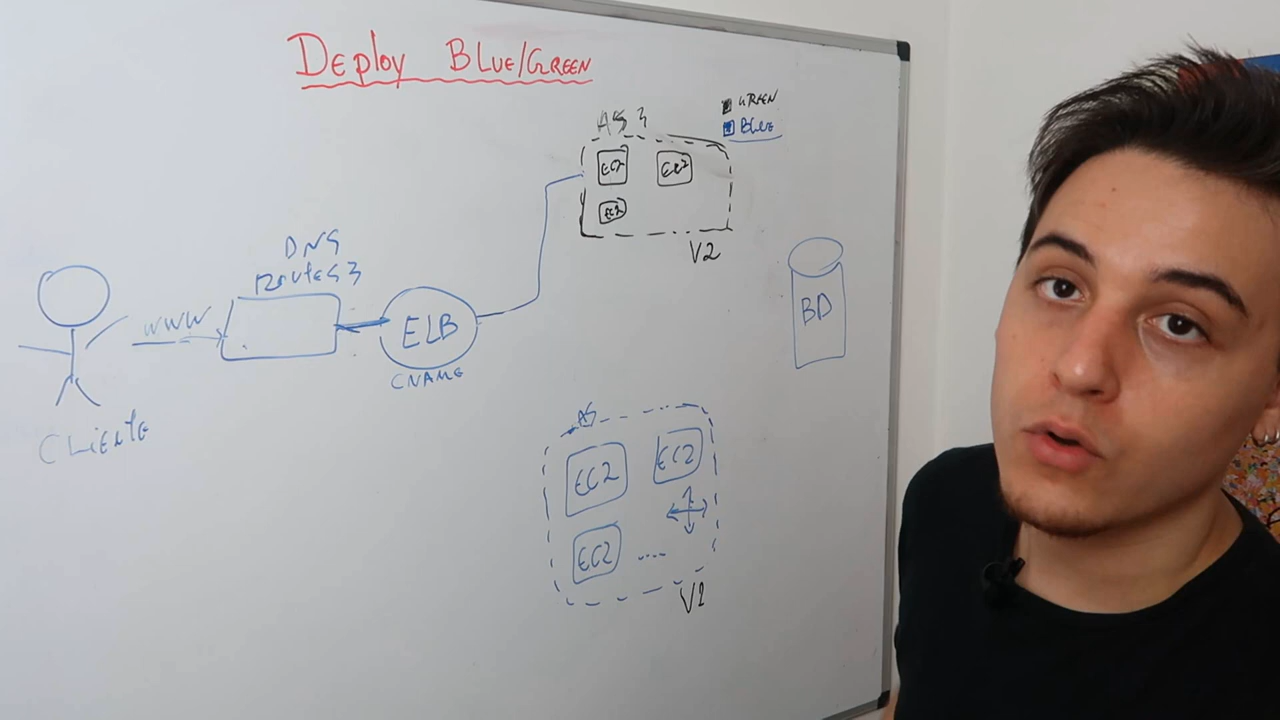 Deploy BLUE/GREEN
GREEN
Blue
EC2 EC2
EC2
V2
DNS
Route53
WWW
ELB
CNAME
BD
CLIENTE
AS
EC2 EC2
EC2 ....
V2